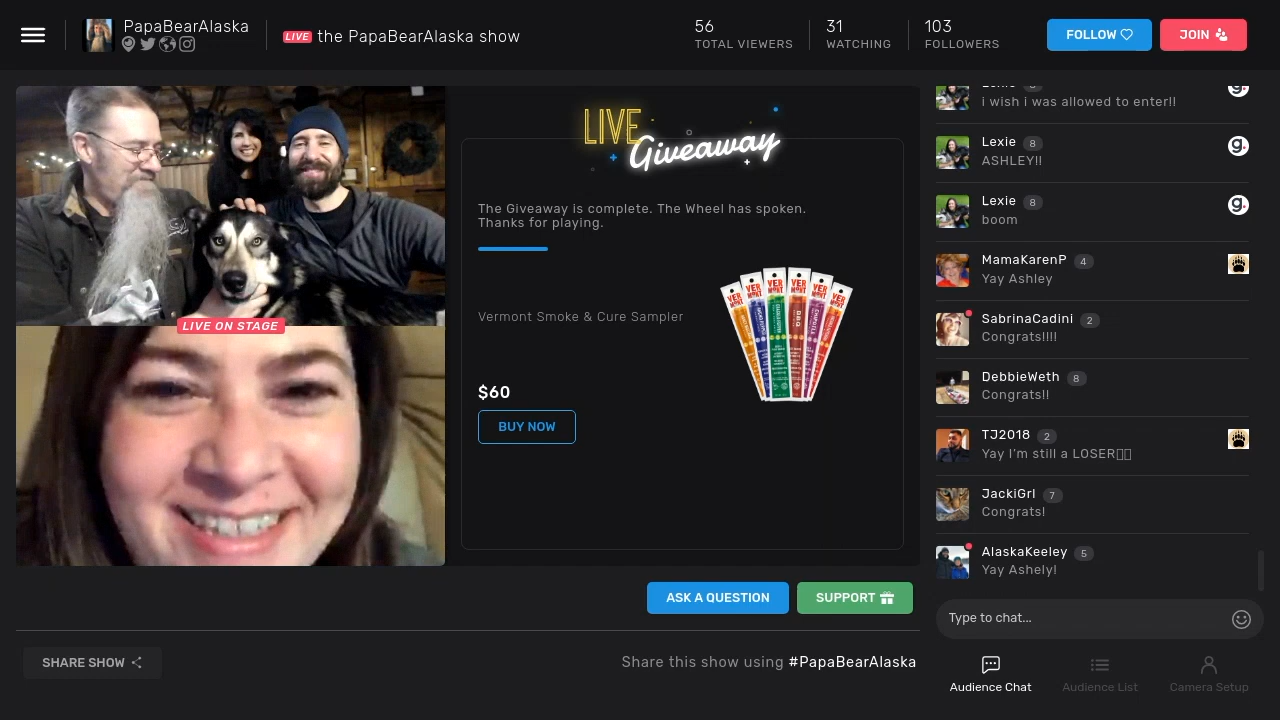 PapaBearAlaska
LIVE the PapaBearAlaska show
56
TOTAL VIEWERS
31
WATCHING
103
FOLLOWERS
FOLLOW
JOIN
LIVE
Giveaway
The Giveaway is complete. The Wheel has spoken.
Thanks for playing.
Vermont Smoke & Cure Sampler
VER
MONT
$60
BUY NOW
LIVE ON STAGE
ASK A QUESTION
SUPPORT
SHARE SHOW
Share this show using #PapaBearAlaska
i wish i was allowed to enter!!
g.
Lexie 8
ASHLEY!!
g.
Lexie 8
boom
g.
MamaKarenP 4
Yay Ashley
SabrinaCadini 2
Congrats!!!!
DebbieWeth 8
Congrats!!
TJ2018 2
Yay I'm still a LOSER
JackiGrl 7
Congrats!
AlaskaKeeley 5
Yay Ashely!
Type to chat...
Audience Chat
Audience List
Camera Setup